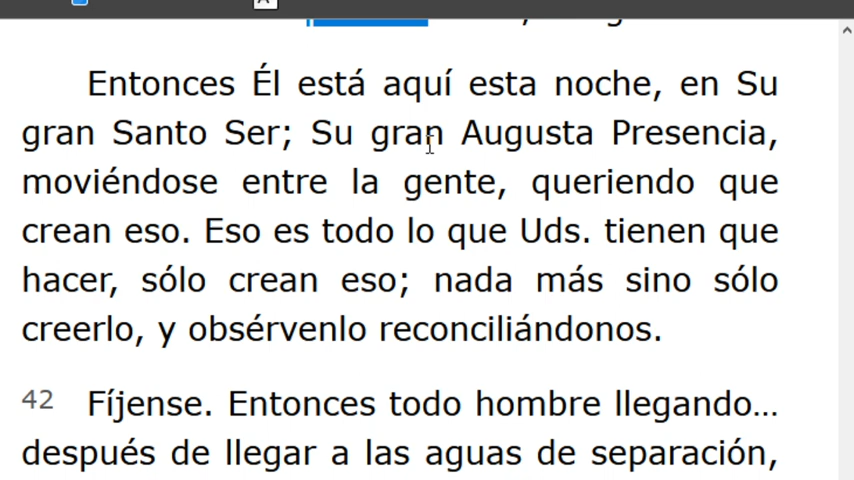 Entonces Él está aquí esta noche, en Su
gran Santo Ser; Su gran Augusta Presencia,
moviéndose entre la gente, queriendo que
crean eso. Eso es todo lo que Uds. tienen que
hacer, sólo crean eso; nada más sino sólo
creerlo, y obsérvenlo reconciliándonos.
42 Fíjense. Entonces todo hombre llegando...
después de llegar a las aguas de separación,